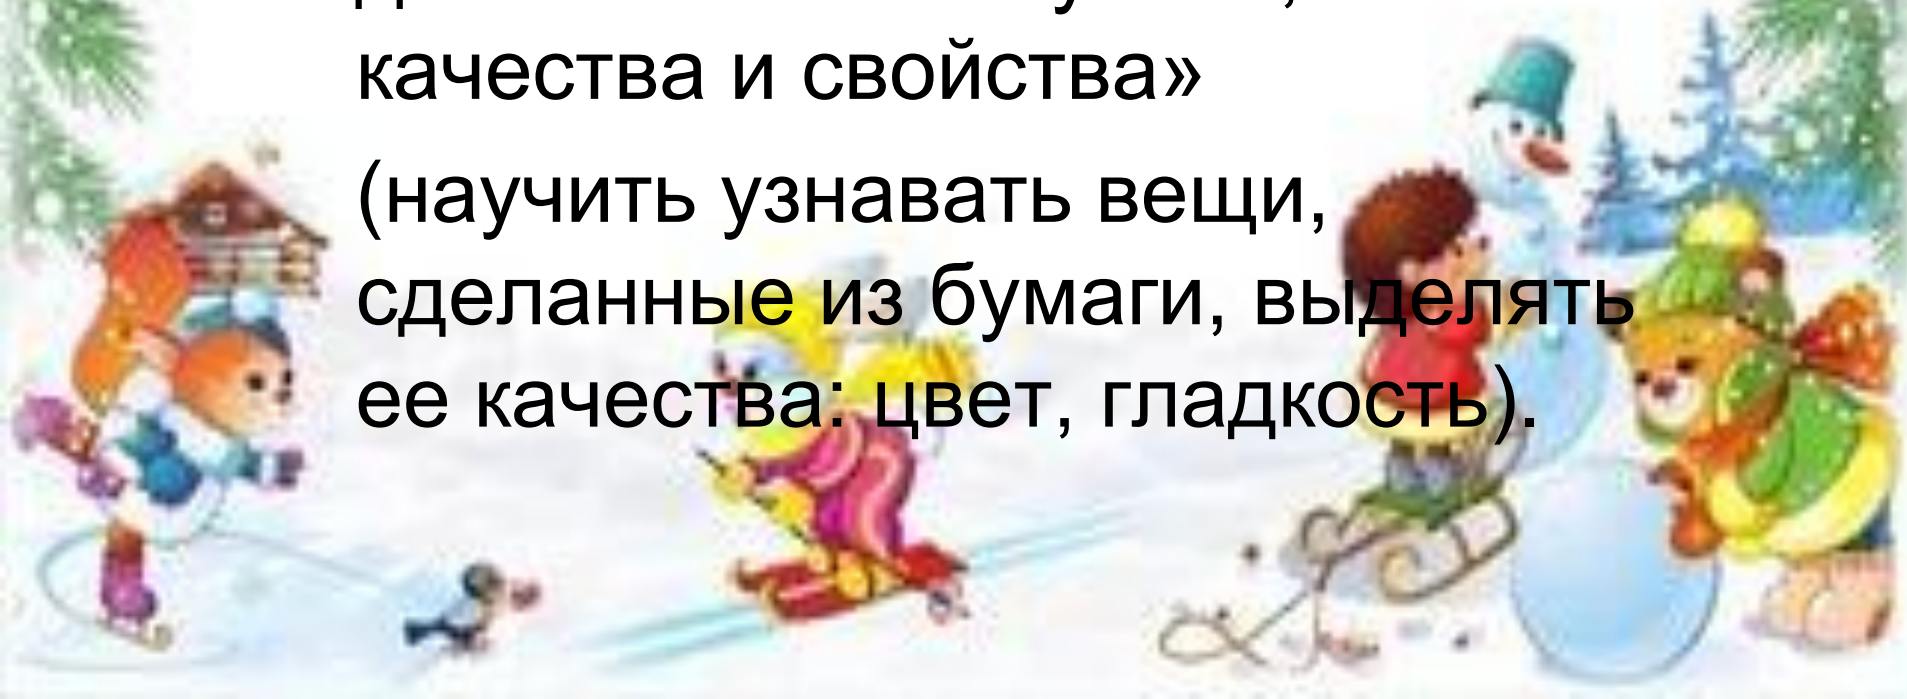 качества и свойства»
(научить узнавать вещи,
сделанные из бумаги, выделять
ее качества: цвет, гладкость).